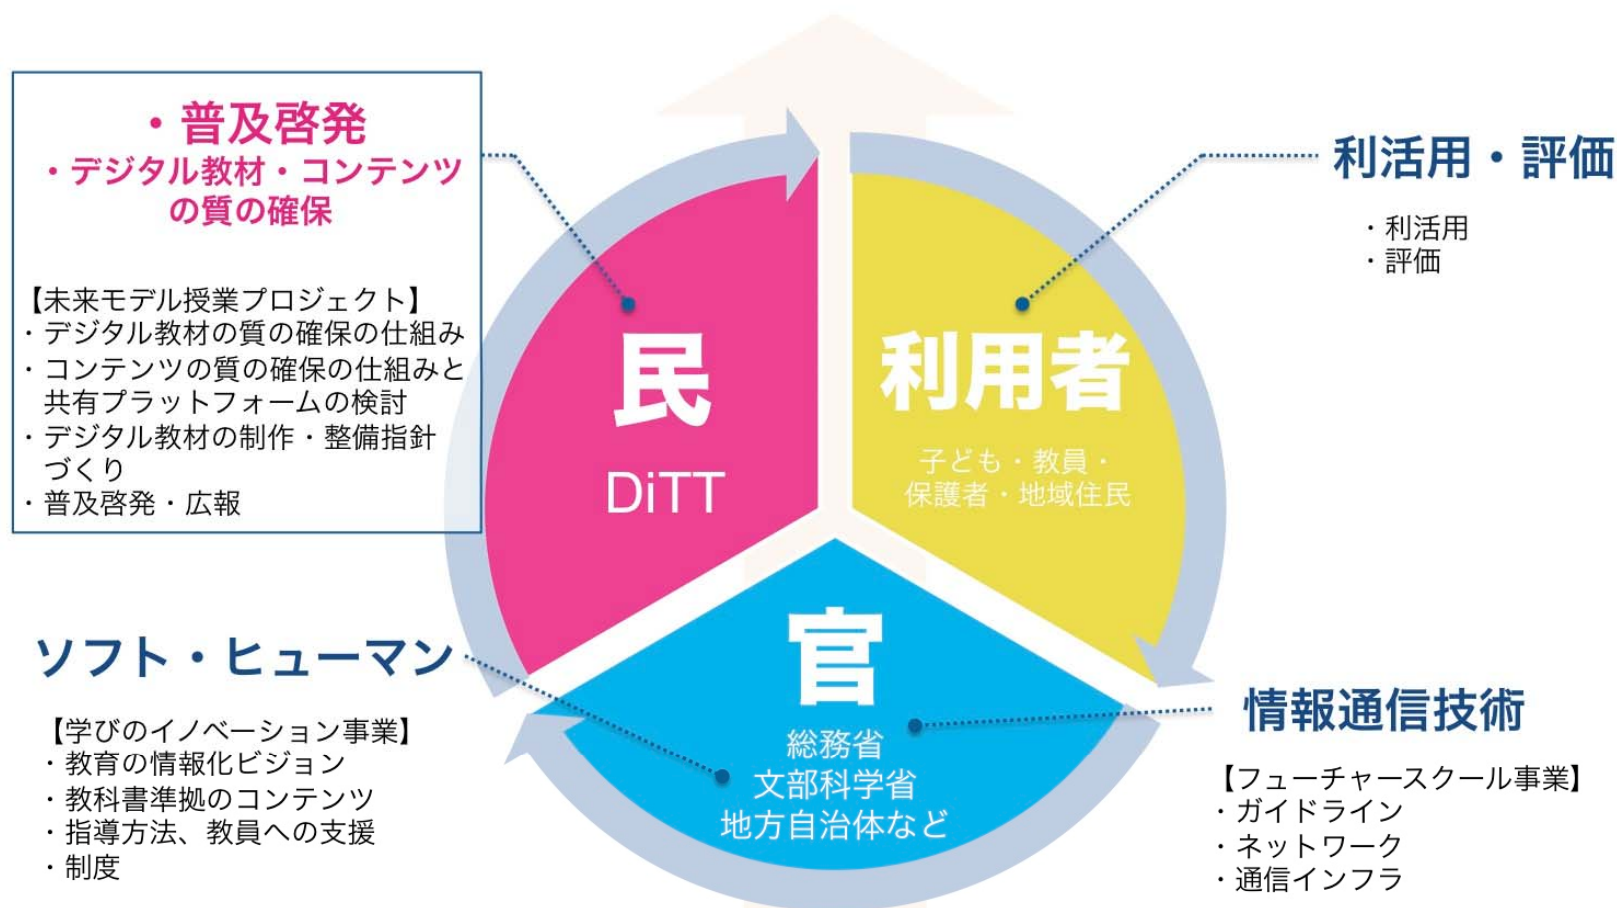 ・普及啓発
・デジタル教材・コンテンツ
の質の確保
【未来モデル授業プロジェクト】
・デジタル教材の質の確保の仕組み
・コンテンツの質の確保の仕組みと
共有プラットフォームの検討
・デジタル教材の制作・整備指針
づくり
・普及啓発・広報
民
DiTT
利用者
子ども・教員・
保護者・地域住民
利活用・評価
・利活用
・評価
官
総務省
文部科学省
地方自治体など
ソフト・ヒューマン
【学びのイノベーション事業】
・教育の情報化ビジョン
・教科書準拠のコンテンツ
・指導方法、教員への支援
・制度
情報通信技術
【フューチャースクール事業】
・ガイドライン
・ネットワーク
・通信インフラ